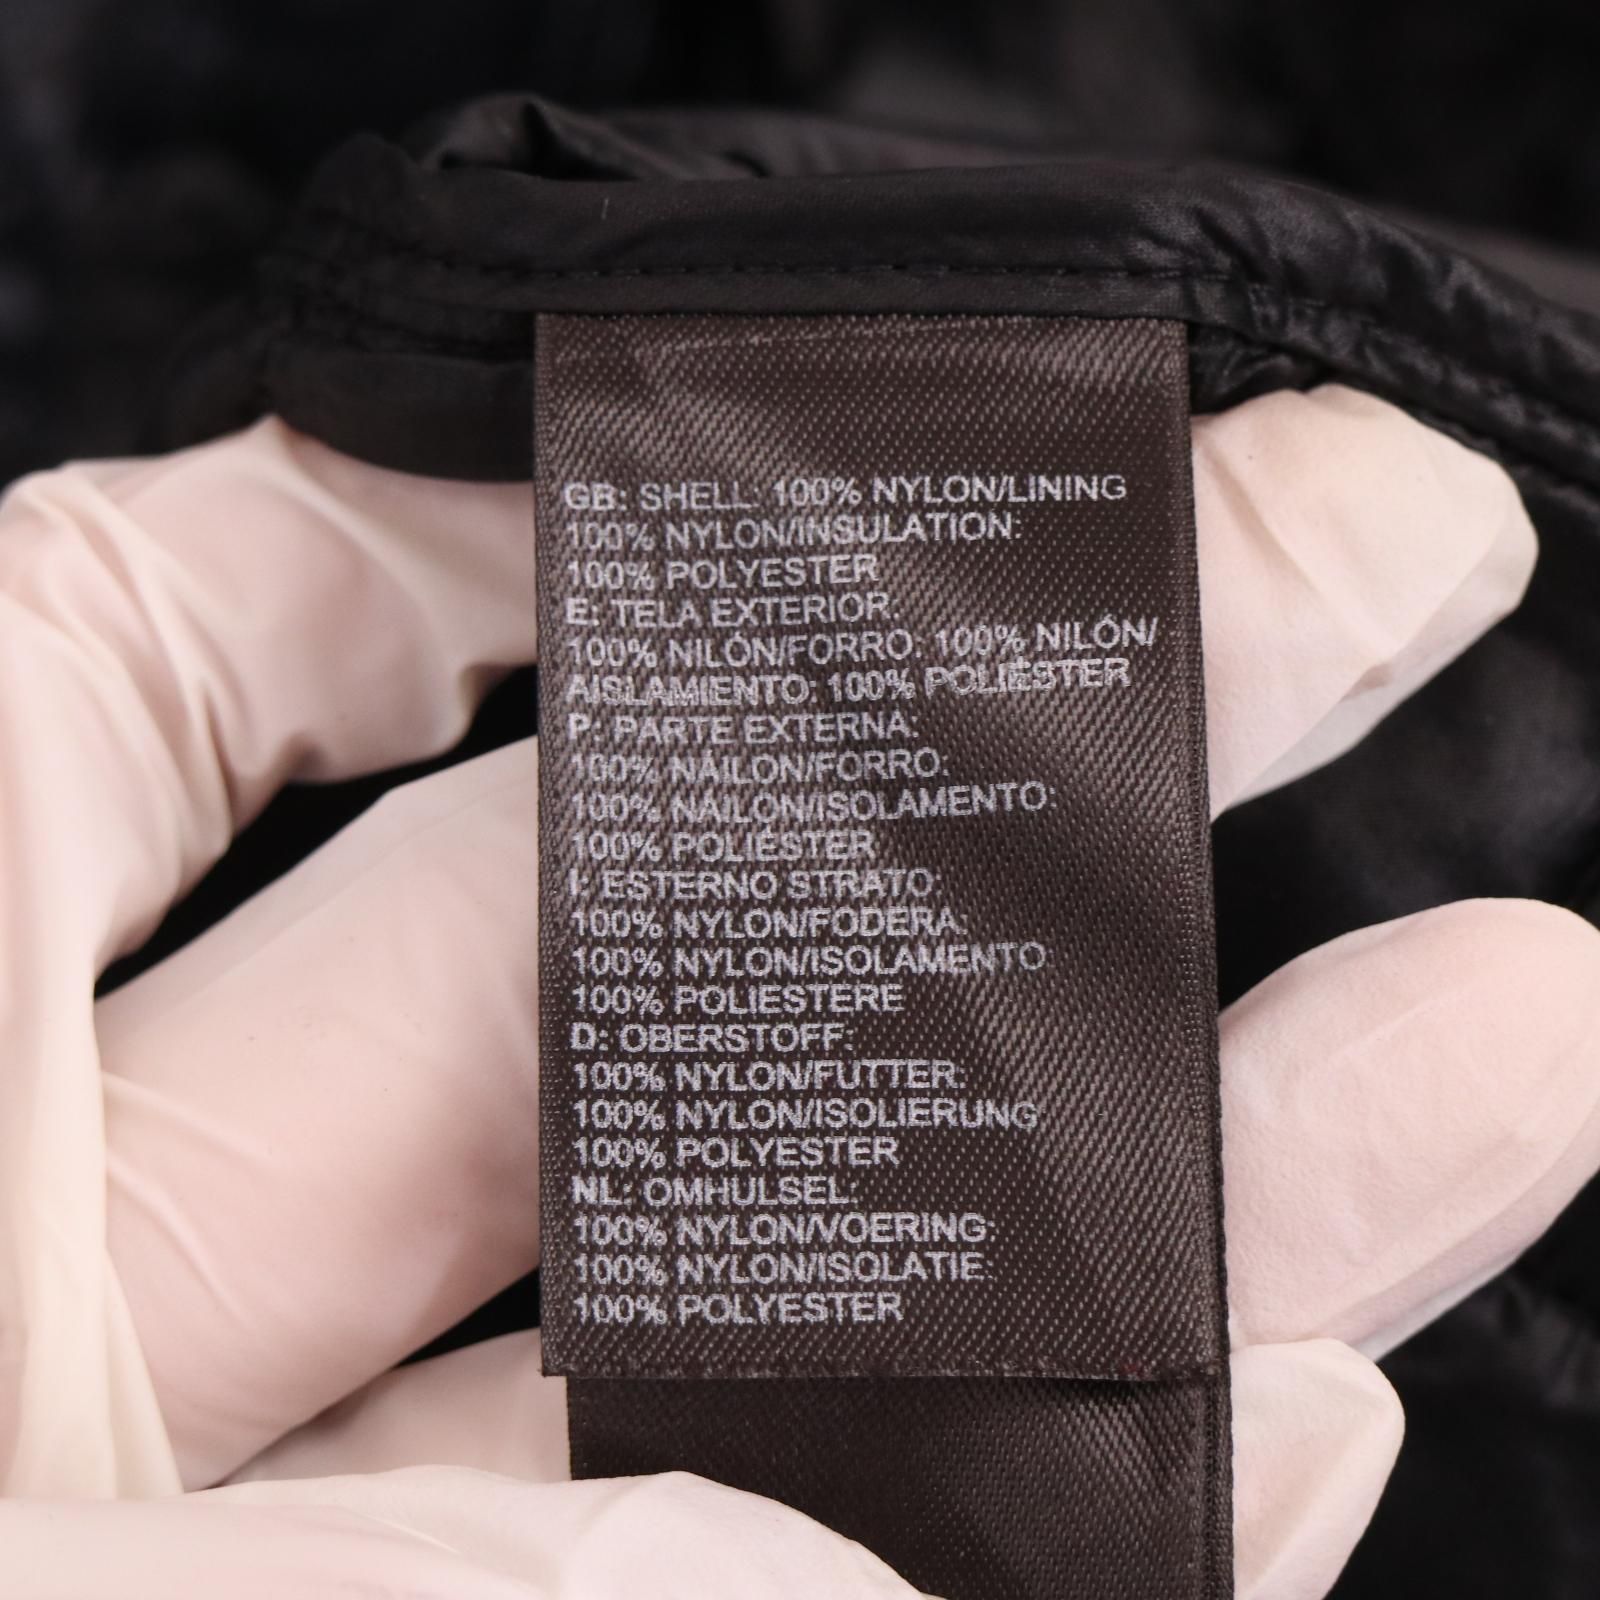 GB: SHELL: 100% NYLON/LINING
100% NYLON/INSULATION:
100% POLYESTER
E: TELA EXTERIOR:
100% NILÓN/FORRO: 100% NILÓN/
AISLAMIENTO: 100% POLIÉSTER
P: PARTE EXTERNA:
100% NÁILON/FORRO:
100% NÁILON/ISOLAMENTO:
100% POLIÉSTER
I: ESTERNO STRATO:
100% NYLON/FODERA:
100% NYLON/ISOLAMENTO:
100% POLIESTERE
D: OBERSTOFF:
100% NYLON/FUTTER:
100% NYLON/ISOLIERUNG
100% POLYESTER
NL: OMHULSEL:
100% NYLON/VOERING:
100% NYLON/ISOLATIE:
100% POLYESTER